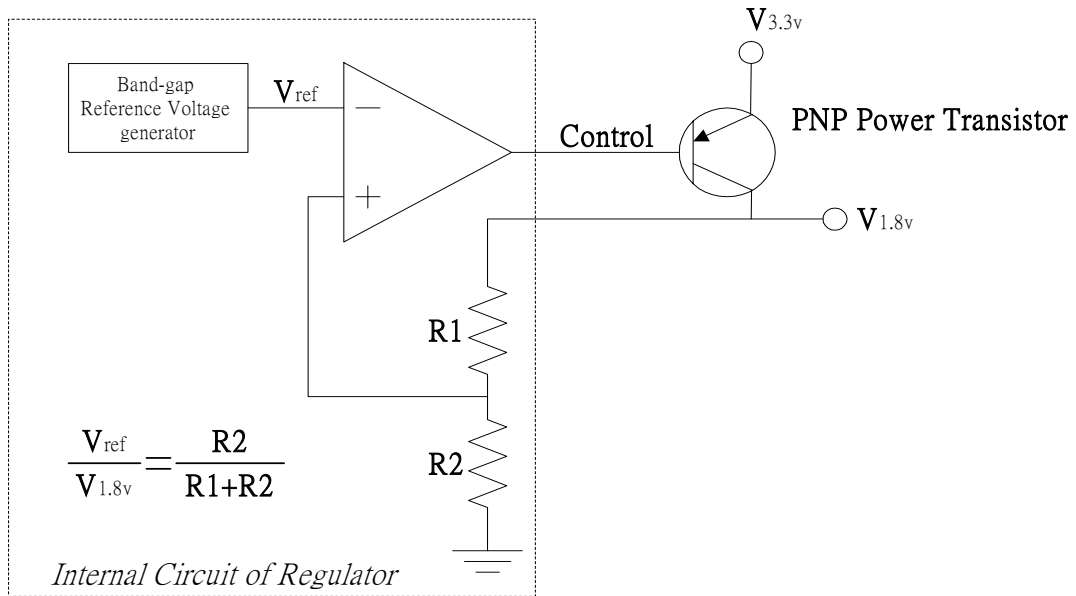 V3.3v
Band-gap
Reference Voltage
generator
Vref
−
+
Control
PNP Power Transistor
V1.8v
R1
R2
Vref
V1.8v
=
R2
R1+R2
Internal Circuit of Regulator